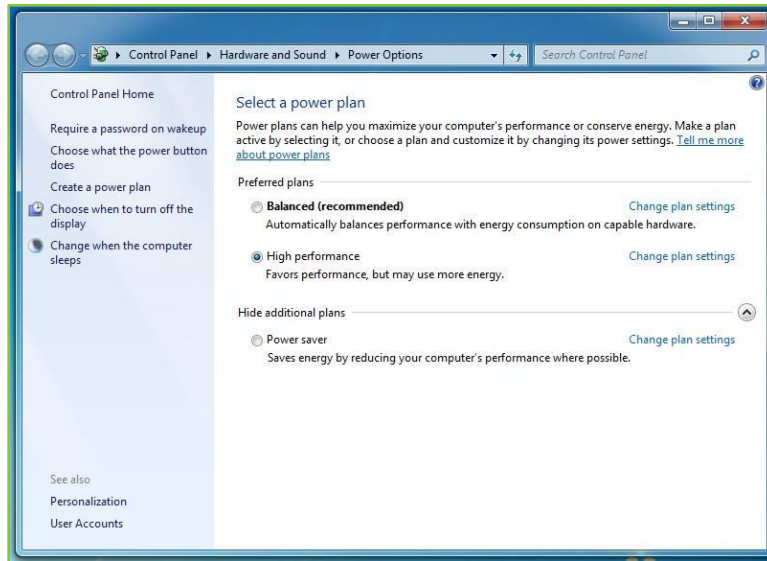 Control Panel Hardware and Sound Power Options
Search Control Panel
Control Panel Home
Require a password on wakeup
Choose what the power button
does
Create a power plan
Choose when to turn off the
display
Change when the computer
sleeps
See also
Personalization
User Accounts
Select a power plan
Power plans can help you maximize your computer's performance or conserve energy. Make a plan
active by selecting it, or choose a plan and customize it by changing its power settings. Tell me more
about power plans
Preferred plans
Balanced (recommended) Change plan settings
Automatically balances performance with energy consumption on capable hardware.
High performance Change plan settings
Favors performance, but may use more energy.
Hide additional plans
Power saver Change plan settings
Saves energy by reducing your computer's performance where possible.